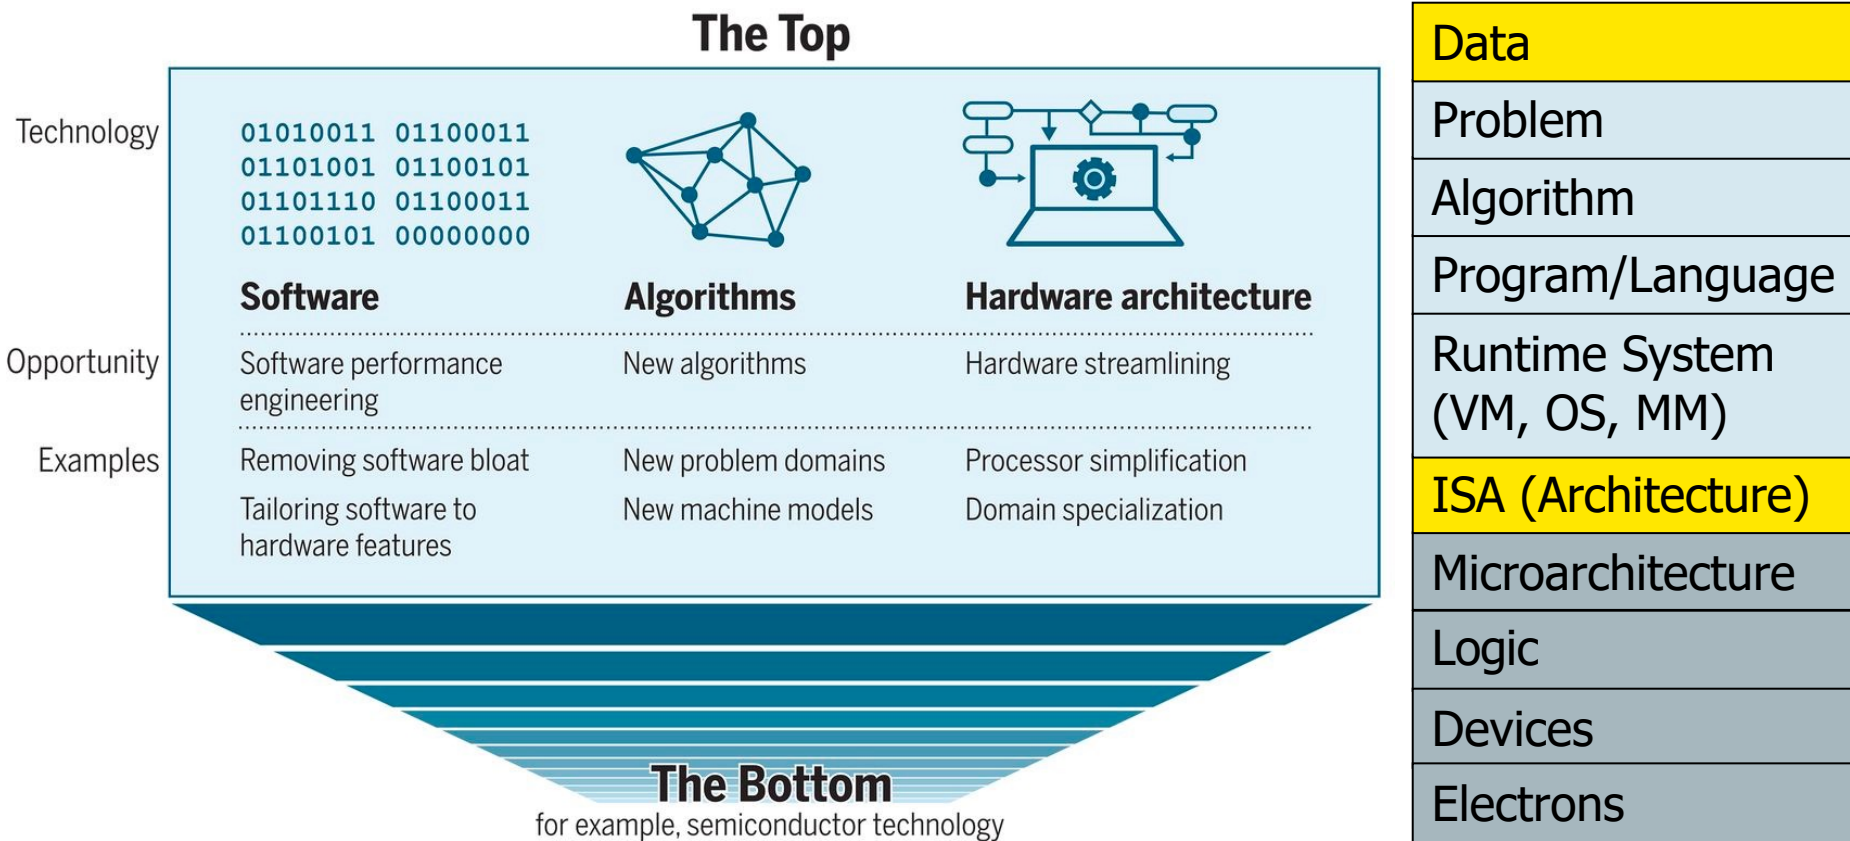 The Top
Technology
01010011 01100011
01101001 01100101
01101110 01100011
01100101 00000000
Software
Algorithms
Hardware architecture
Opportunity
Software performance
engineering
New algorithms
Hardware streamlining
Examples
Removing software bloat
New problem domains
Processor simplification
Tailoring software to
hardware features
New machine models
Domain specialization
The Bottom
for example, semiconductor technology
Data
Problem
Algorithm
Program/Language
Runtime System
(VM, OS, MM)
ISA (Architecture)
Microarchitecture
Logic
Devices
Electrons